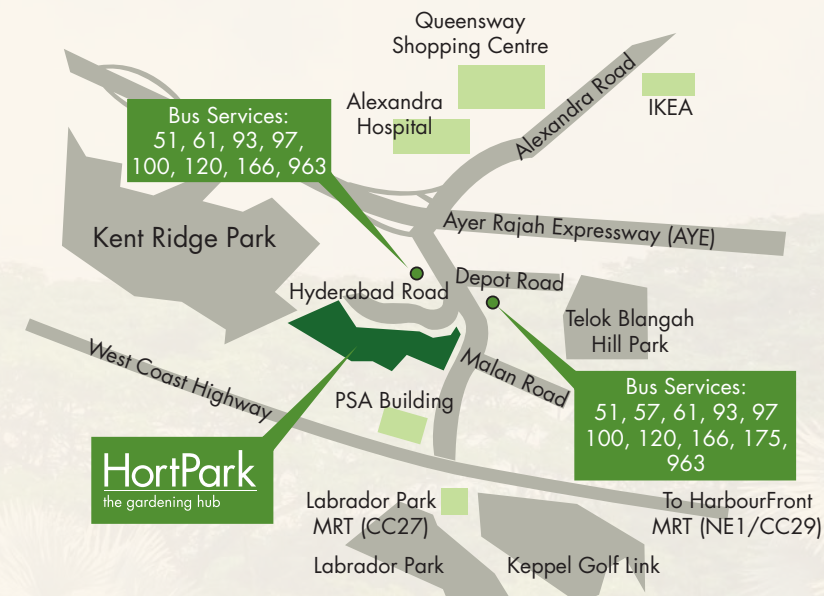 Queensway
Shopping Centre
Alexandra Road
IKEA
Alexandra
Hospital
Bus Services:
51, 61, 93, 97,
100, 120, 166, 963
Kent Ridge Park
Ayer Rajah Expressway (AYE)
Depot Road
Hyderabad Road
Telok Blangah
Hill Park
West Coast Highway
Malan Road
PSA Building
Bus Services:
51, 57, 61, 93, 97
100, 120, 166, 175,
963
HortPark
the gardening hub
Labrador Park
MRT (CC27)
To HarbourFront
MRT (NE1/CC29)
Labrador Park
Keppel Golf Link